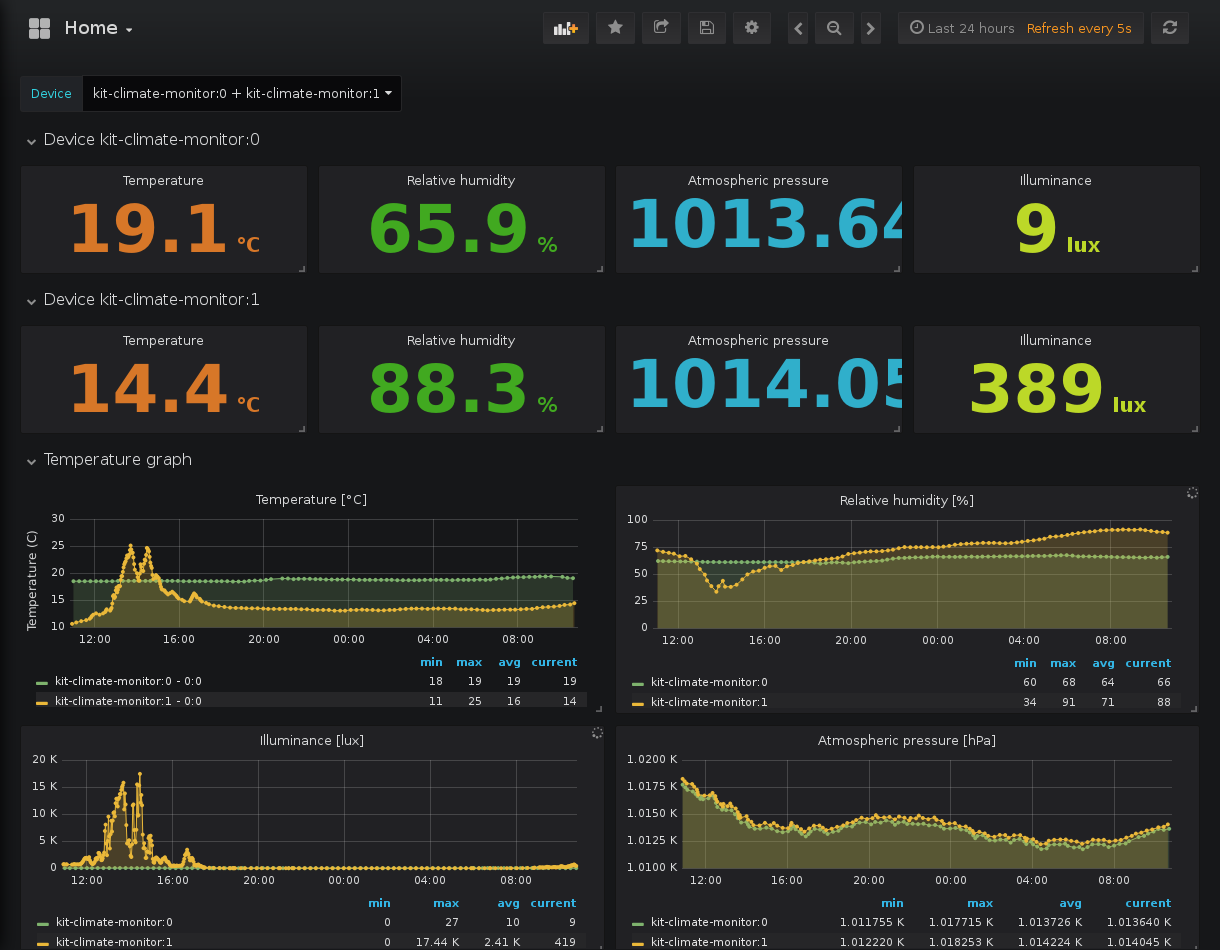 Home
Last 24 hours Refresh every 5s
Device kit-climate-monitor:0 + kit-climate-monitor:1
Device kit-climate-monitor:0
Temperature Relative humidity Atmospheric pressure Illuminance
19.1 °C 65.9 % 1013.64 9 lux
Device kit-climate-monitor:1
Temperature Relative humidity Atmospheric pressure Illuminance
14.4 °C 88.3 % 1014.05 389 lux
Temperature graph
Temperature [°C]
Temperature (C)
30
25
20
15
10
12:00 16:00 20:00 00:00 04:00 08:00
min max avg current
kit-climate-monitor:0 - 0:0 18 19 19 19
kit-climate-monitor:1 - 0:0 11 25 16 14
Relative humidity [%]
100
75
50
25
0
12:00 16:00 20:00 00:00 04:00 08:00
min max avg current
kit-climate-monitor:0 60 68 64 66
kit-climate-monitor:1 34 91 71 88
Illuminance [lux]
20 K
15 K
10 K
5 K
0
12:00 16:00 20:00 00:00 04:00 08:00
min max avg current
kit-climate-monitor:0 0 27 10 9
kit-climate-monitor:1 0 17.44 K 2.41 K 419
Atmospheric pressure [hPa]
1.0200 K
1.0175 K
1.0150 K
1.0125 K
1.0100 K
12:00 16:00 20:00 00:00 04:00 08:00
min max avg current
kit-climate-monitor:0 1.011755 K 1.017715 K 1.013726 K 1.013640 K
kit-climate-monitor:1 1.012220 K 1.018253 K 1.014224 K 1.014045 K